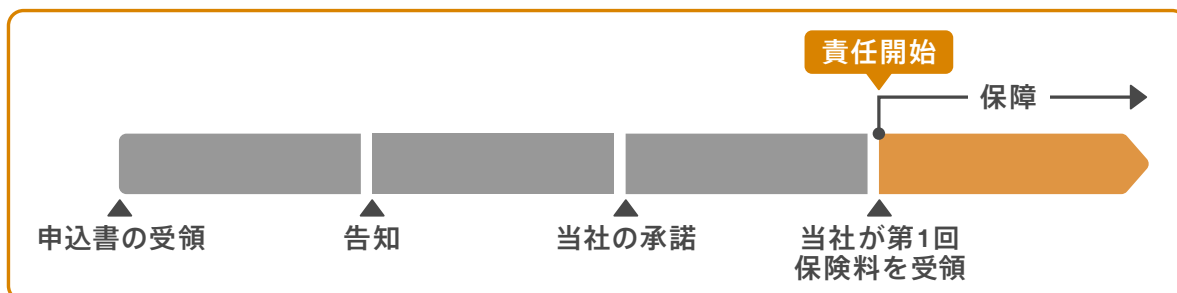 責任開始
保障
申込書の受領
告知
当社の承諾
当社が第1回
保険料を受領